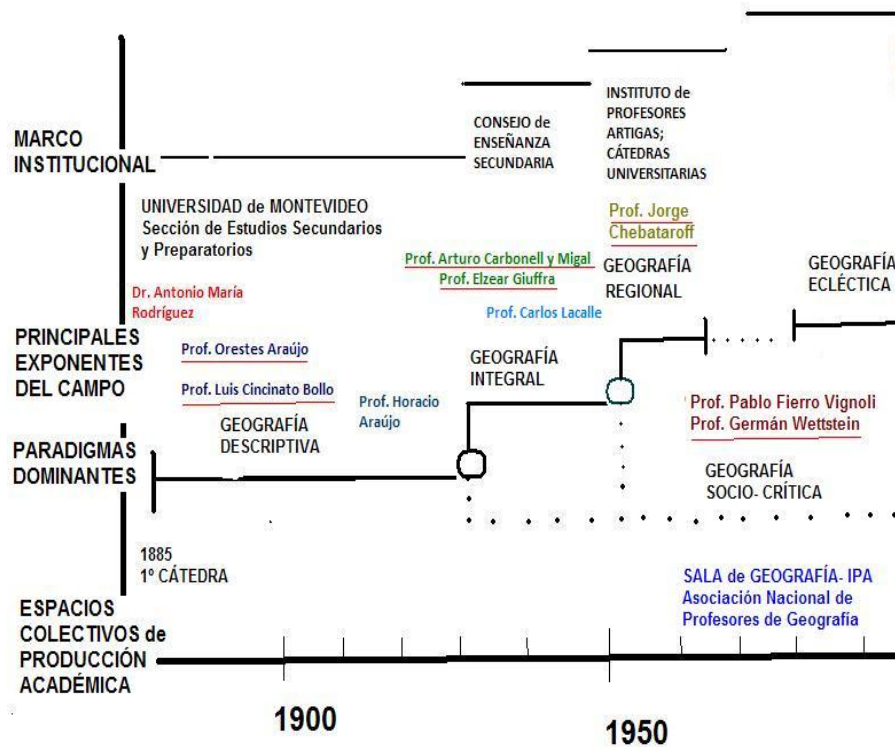 MARCO
INSTITUCIONAL
UNIVERSIDAD de MONTEVIDEO
Sección de Estudios Secundarios
y Preparatorios
CONSEJO de
ENSEÑANZA
SECUNDARIA
INSTITUTO de
PROFESORES
ARTIGAS;
CÁTEDRAS
UNIVERSITARIAS
PRINCIPALES
EXPONENTES
DEL CAMPO
Dr. Antonio María
Rodríguez
Prof. Orestes Araújo
Prof. Luis Cincinato Bollo
Prof. Horacio
Araújo
Prof. Arturo Carbonell y Migal
Prof. Elzear Giuffra
Prof. Carlos Lacalle
Prof. Jorge
Chebataroff
Prof. Pablo Fierro Vignoli
Prof. Germán Wettstein
PARADIGMAS
DOMINANTES
GEOGRAFÍA
DESCRIPTIVA
GEOGRAFÍA
INTEGRAL
GEOGRAFÍA
REGIONAL
GEOGRAFÍA
ECLÉCTICA
GEOGRAFÍA
SOCIO- CRÍTICA
1885
1º CÁTEDRA
ESPACIOS
COLECTIVOS de
PRODUCCIÓN
ACADÉMICA
SALA de GEOGRAFÍA- IPA
Asociación Nacional de
Profesores de Geografía
1900
1950